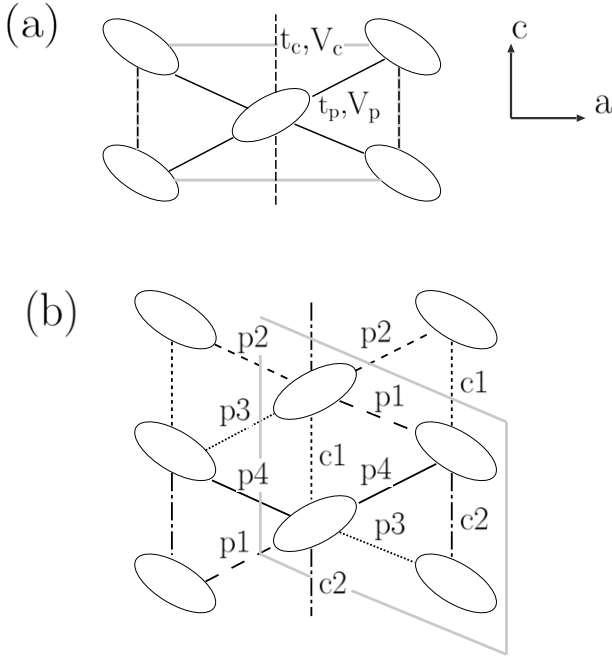 (a)
t_c,V_c
t_p,V_p
c
a
(b)
p2 p2
c1
p3 p1
c1
p4 p4
c2
p1 p3
c2